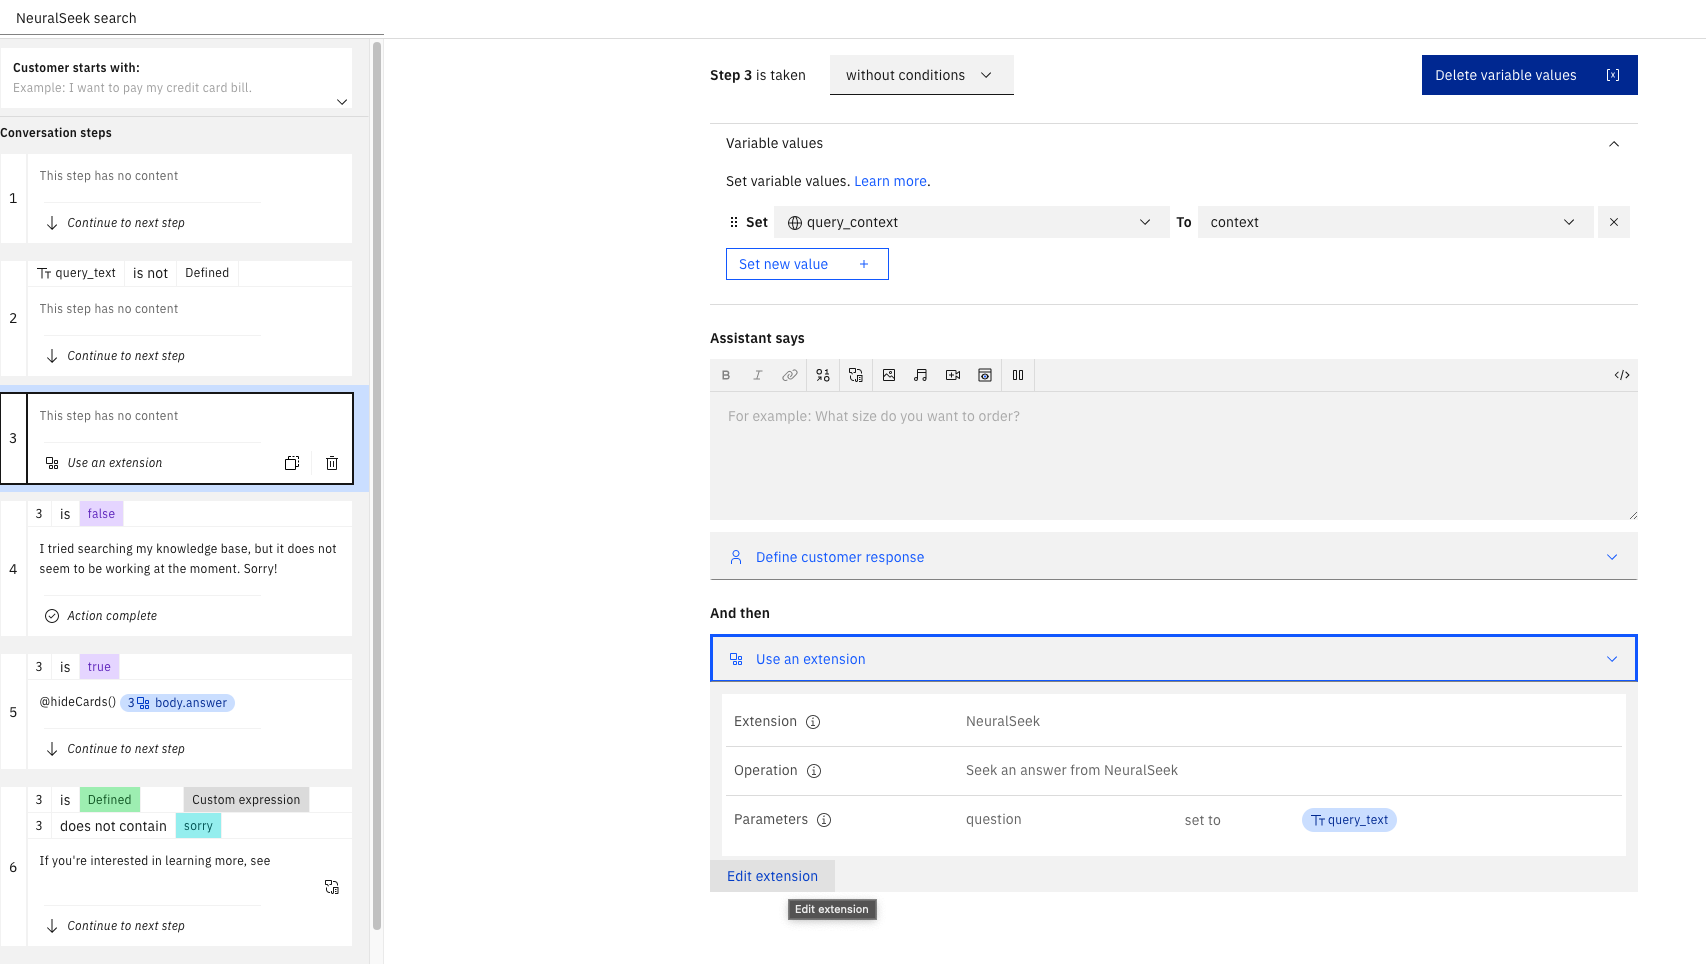 NeuralSeek search
Customer starts with:
Example: I want to pay my credit card bill.
Conversation steps
1
This step has no content
Continue to next step
2
Tт query_text is not Defined
This step has no content
Continue to next step
3
This step has no content
Use an extension
4
3 is false
I tried searching my knowledge base, but it does not
seem to be working at the moment. Sorry!
Action complete
5
3 is true
@hideCards() 3 body.answer
Continue to next step
6
3 is Defined Custom expression
3 does not contain sorry
If you're interested in learning more, see
Continue to next step
Step 3 is taken without conditions
Delete variable values [x]
Variable values
Set variable values. Learn more.
Set query_context To context
Set new value +
Assistant says
B I </>
For example: What size do you want to order?
Define customer response
And then
Use an extension
Extension NeuralSeek
Operation Seek an answer from NeuralSeek
Parameters question set to Tт query_text
Edit extension
Edit extension